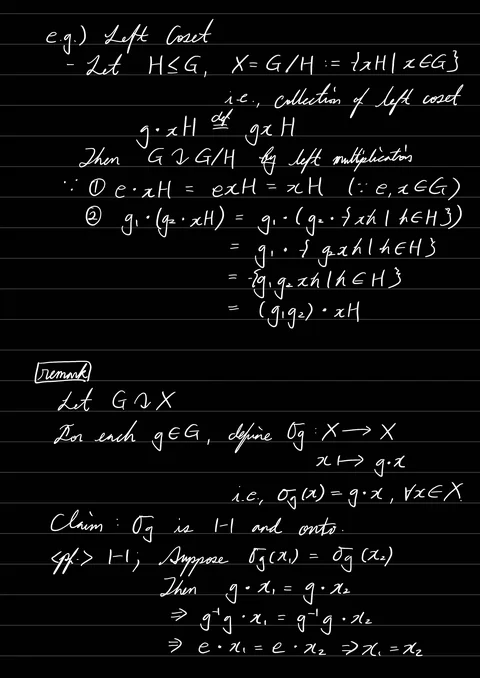 e.g.) Left Coset
- Let H≤G, X=G/H := {xH | x∈G}
i.e., collection of left coset
g·xH ≝ gxH
Then G↷G/H by left multiplication
∵ ① e·xH = exH = xH (∵ e, x∈G)
② g₁·(g₂·xH) = g₁·(g₂·{xh | h∈H})
= g₁·{g₂xh | h∈H}
= {g₁g₂xh | h∈H}
= (g₁g₂)·xH
remark
Let G↷X
For each g∈G, define σg : X⟶X
x⟼g·x
i.e., σg(x) = g·x, ∀x∈X
Claim : σg is 1-1 and onto.
<pf.> 1-1; Suppose σg(x₁) = σg(x₂)
Then g·x₁ = g·x₂
⇒ g⁻¹g·x₁ = g⁻¹g·x₂
⇒ e·x₁ = e·x₂ ⇒ x₁ = x₂